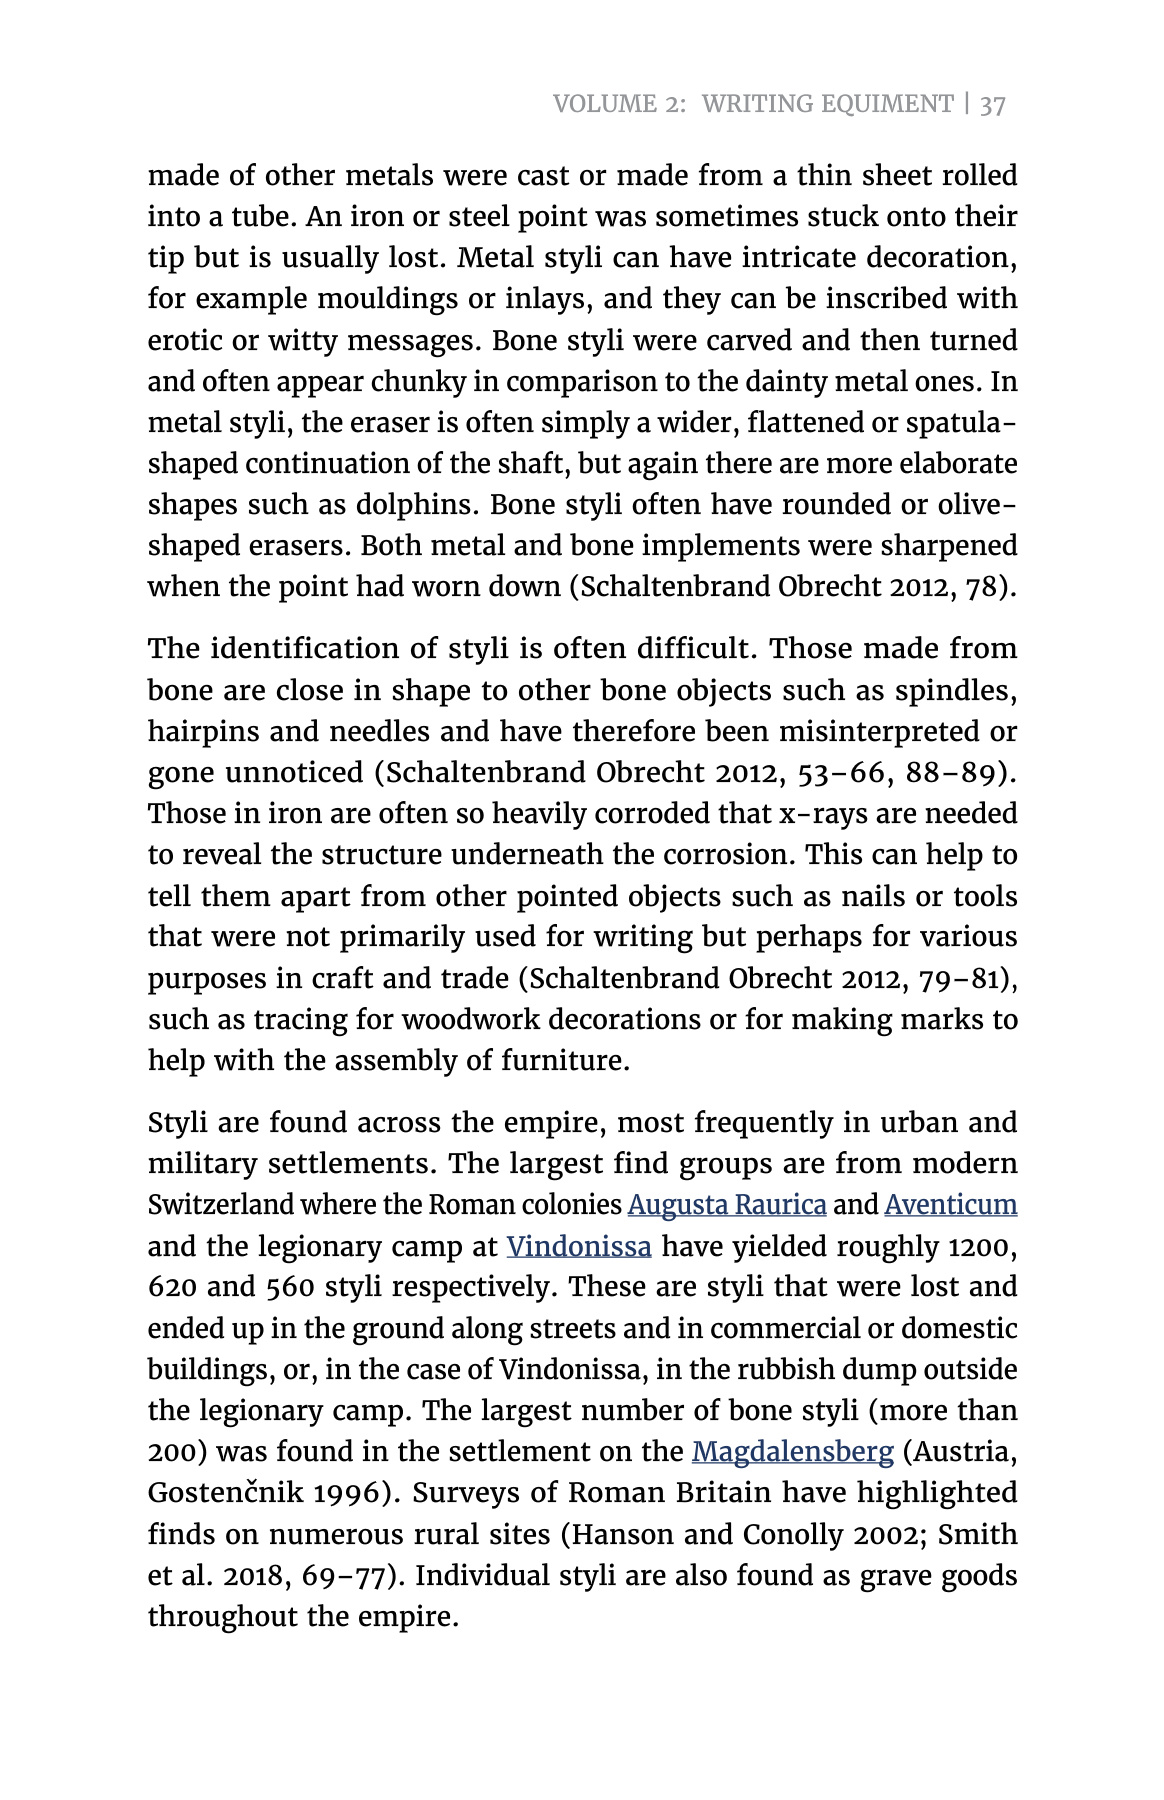 VOLUME 2: WRITING EQUIMENT | 37
made of other metals were cast or made from a thin sheet rolled
into a tube. An iron or steel point was sometimes stuck onto their
tip but is usually lost. Metal styli can have intricate decoration,
for example mouldings or inlays, and they can be inscribed with
erotic or witty messages. Bone styli were carved and then turned
and often appear chunky in comparison to the dainty metal ones. In
metal styli, the eraser is often simply a wider, flattened or spatula-
shaped continuation of the shaft, but again there are more elaborate
shapes such as dolphins. Bone styli often have rounded or olive-
shaped erasers. Both metal and bone implements were sharpened
when the point had worn down (Schaltenbrand Obrecht 2012, 78).
The identification of styli is often difficult. Those made from
bone are close in shape to other bone objects such as spindles,
hairpins and needles and have therefore been misinterpreted or
gone unnoticed (Schaltenbrand Obrecht 2012, 53–66, 88–89).
Those in iron are often so heavily corroded that x-rays are needed
to reveal the structure underneath the corrosion. This can help to
tell them apart from other pointed objects such as nails or tools
that were not primarily used for writing but perhaps for various
purposes in craft and trade (Schaltenbrand Obrecht 2012, 79–81),
such as tracing for woodwork decorations or for making marks to
help with the assembly of furniture.
Styli are found across the empire, most frequently in urban and
military settlements. The largest find groups are from modern
Switzerland where the Roman colonies Augusta Raurica and Aventicum
and the legionary camp at Vindonissa have yielded roughly 1200,
620 and 560 styli respectively. These are styli that were lost and
ended up in the ground along streets and in commercial or domestic
buildings, or, in the case of Vindonissa, in the rubbish dump outside
the legionary camp. The largest number of bone styli (more than
200) was found in the settlement on the Magdalensberg (Austria,
Gostenčnik 1996). Surveys of Roman Britain have highlighted
finds on numerous rural sites (Hanson and Conolly 2002; Smith
et al. 2018, 69–77). Individual styli are also found as grave goods
throughout the empire.